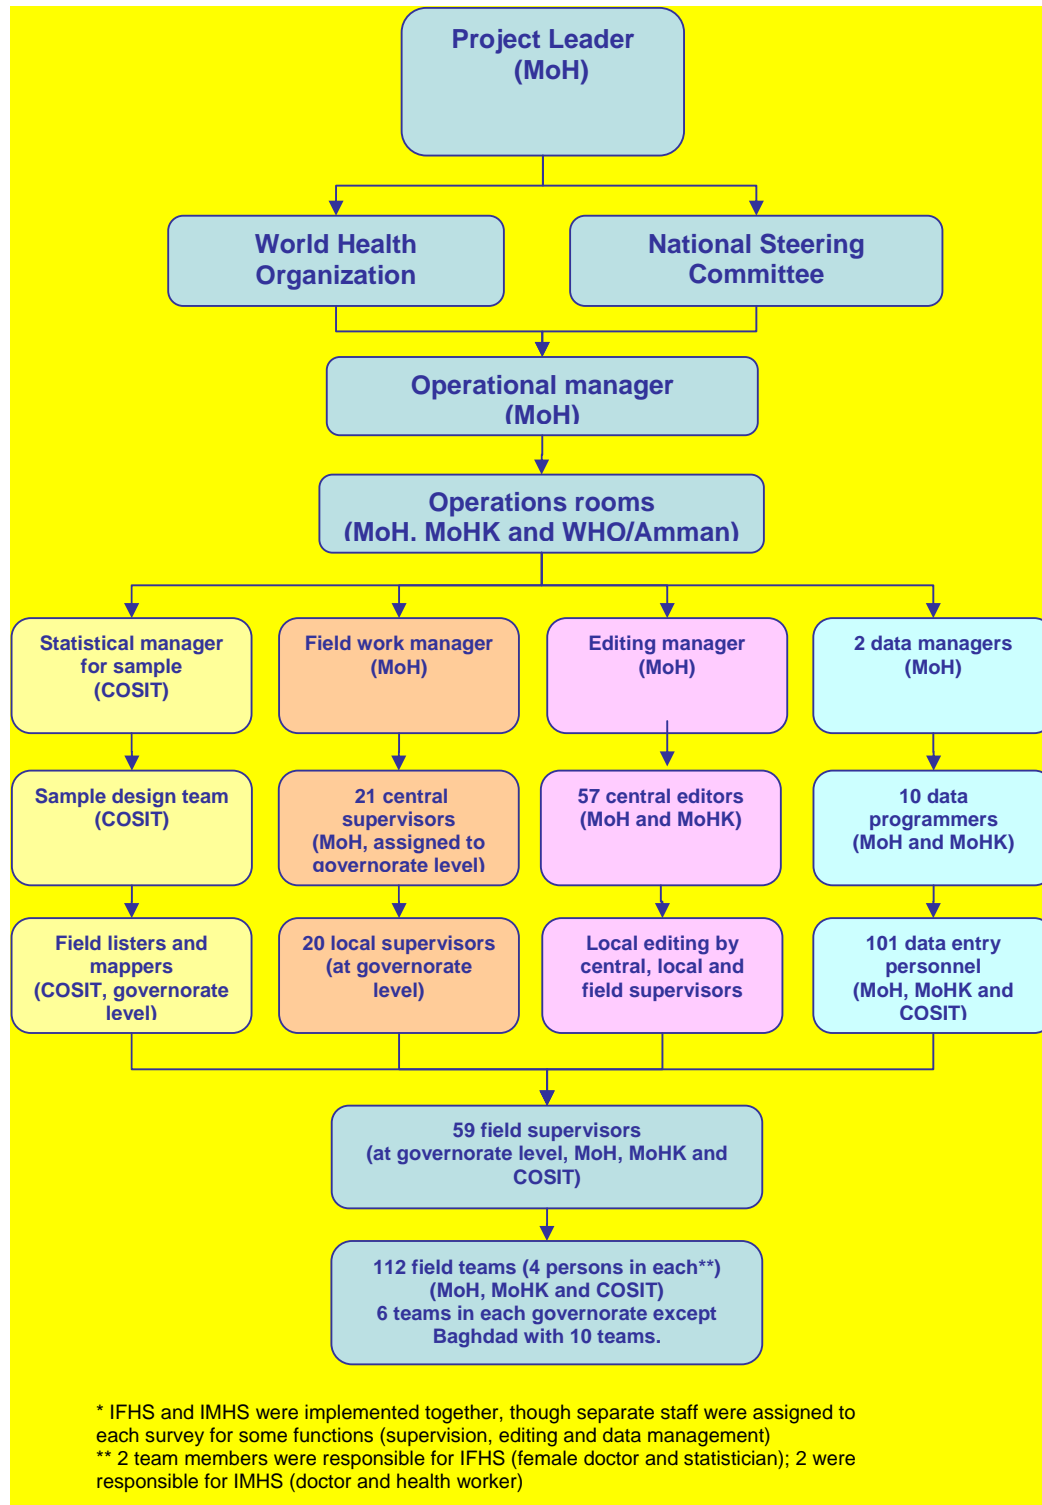 Project Leader
(MoH)
World Health
Organization
National Steering
Committee
Operational manager
(MoH)
Operations rooms
(MoH, MoHK and WHO/Amman)
Statistical manager
for sample
(COSIT)
Field work manager
(MoH)
Editing manager
(MoH)
2 data managers
(MoH)
Sample design team
(COSIT)
21 central
supervisors
(MoH, assigned to
governorate level)
57 central editors
(MoH and MoHK)
10 data
programmers
(MoH and MoHK)
Field listers and
mappers
(COSIT, governorate
level)
20 local supervisors
(at governorate
level)
Local editing by
central, local and
field supervisors
101 data entry
personnel
(MoH, MoHK and
COSIT)
59 field supervisors
(at governorate level, MoH, MoHK and
COSIT)
112 field teams (4 persons in each**)
(MoH, MoHK and COSIT)
6 teams in each governorate except
Baghdad with 10 teams.
* IFHS and IMHS were implemented together, though separate staff were assigned to
each survey for some functions (supervision, editing and data management)
** 2 team members were responsible for IFHS (female doctor and statistician); 2 were
responsible for IMHS (doctor and health worker)